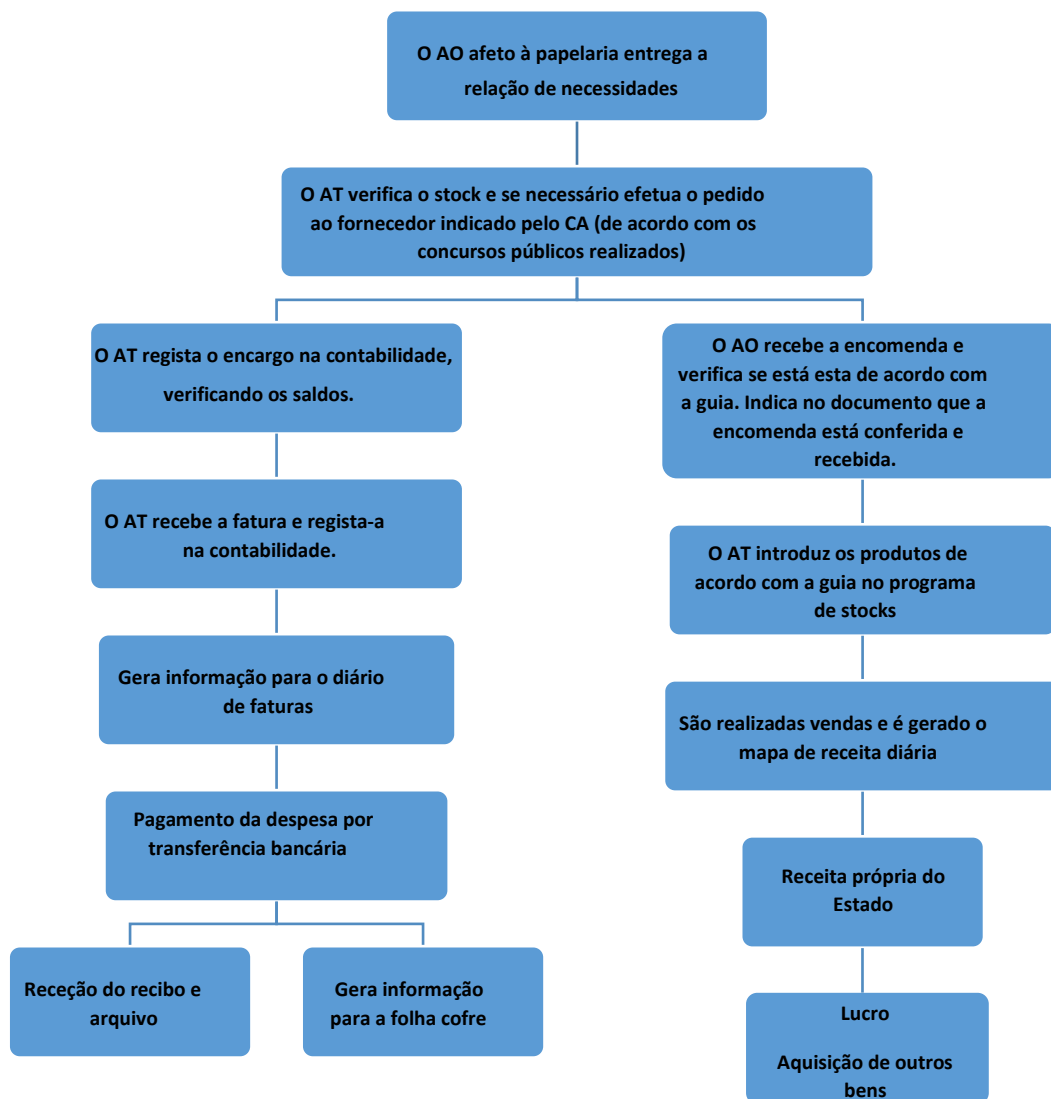 O AO afeto à papelaria entrega a
relação de necessidades
O AT verifica o stock e se necessário efetua o pedido
ao fornecedor indicado pelo CA (de acordo com os
concursos públicos realizados)
O AT regista o encargo na contabilidade,
verificando os saldos.
O AT recebe a fatura e regista-a
na contabilidade.
Gera informação para o diário
de faturas
Pagamento da despesa por
transferência bancária
Receção do recibo e
arquivo
Gera informação
para a folha cofre
O AO recebe a encomenda e
verifica se está esta de acordo com
a guia. Indica no documento que a
encomenda está conferida e
recebida.
O AT introduz os produtos de
acordo com a guia no programa
de stocks
São realizadas vendas e é gerado o
mapa de receita diária
Receita própria do
Estado
Lucro
Aquisição de outros
bens